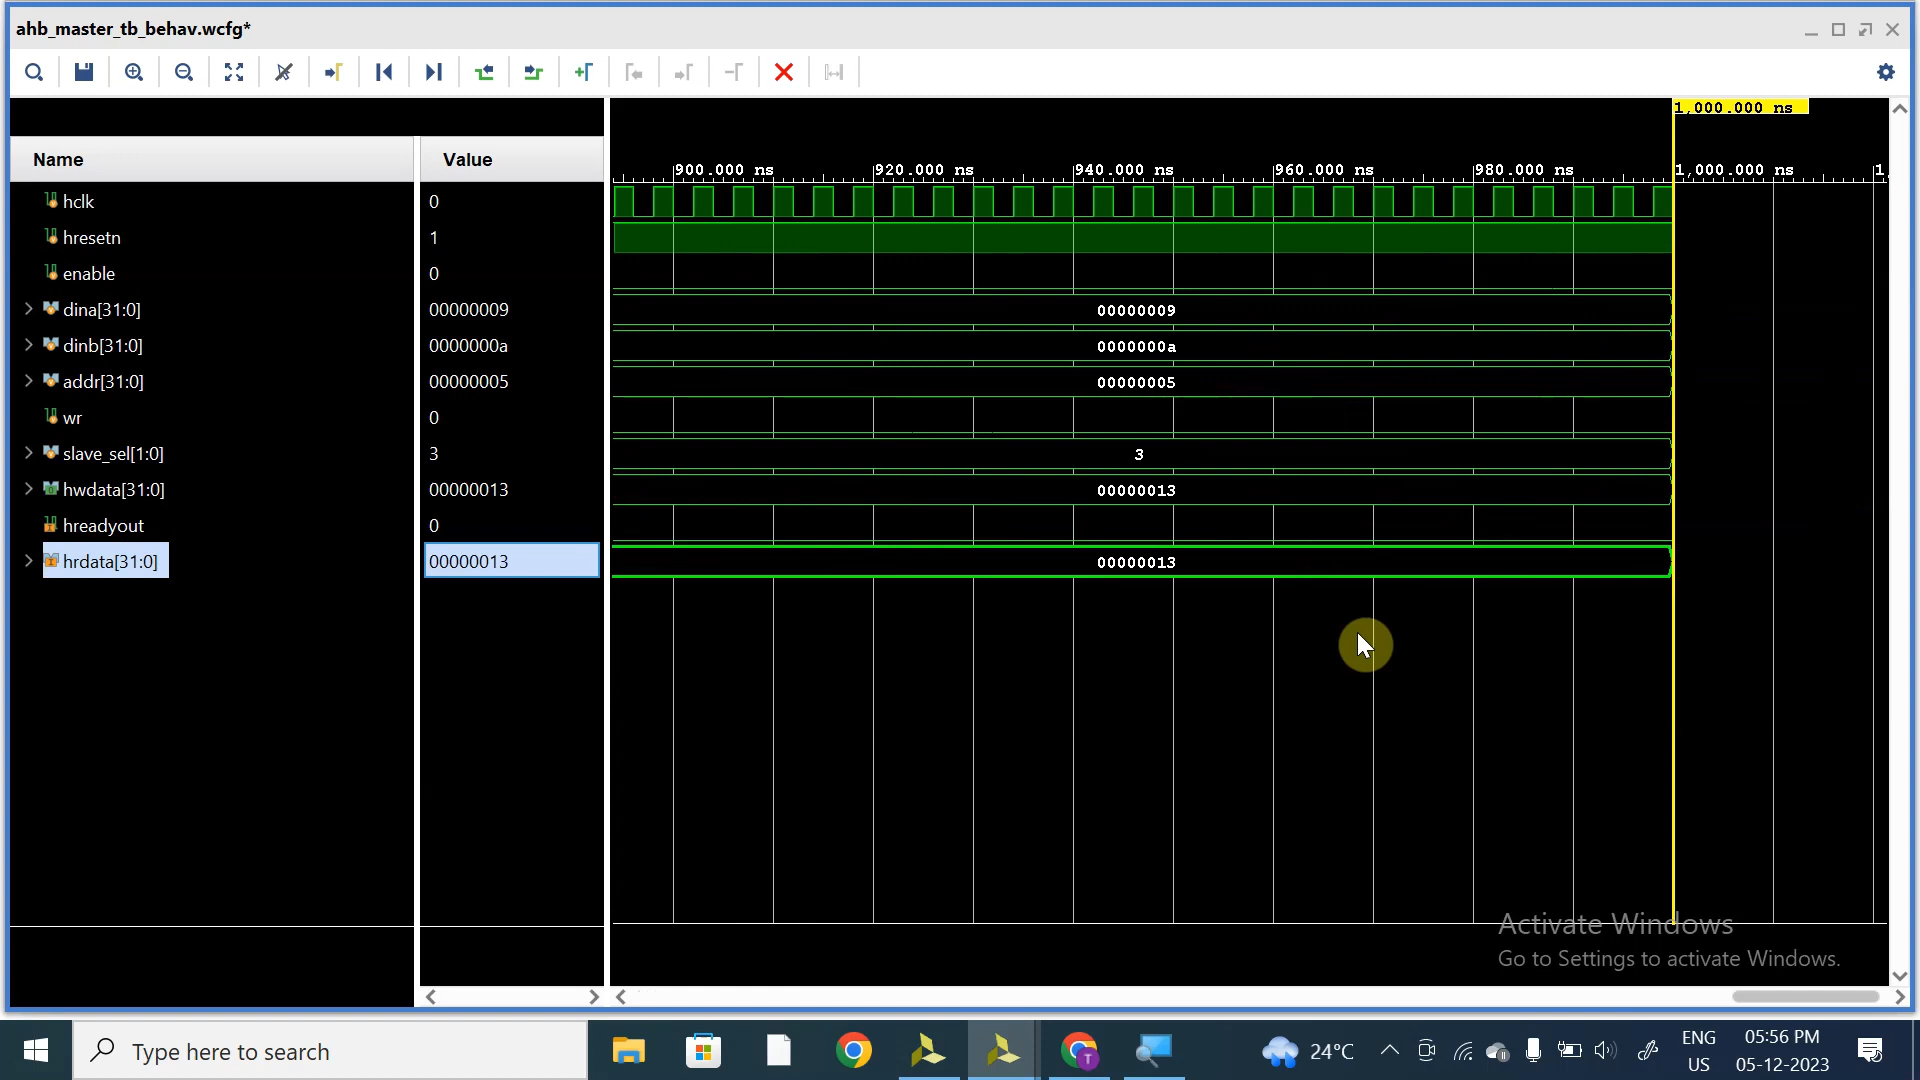 ahb_master_tb_behav.wcfg*
1,000.000 ns
Name Value
900.000 ns 920.000 ns 940.000 ns 960.000 ns 980.000 ns 1,000.000 ns 1,
hclk 0
hresetn 1
enable 0
dina[31:0] 00000009 00000009
dinb[31:0] 0000000a 0000000a
addr[31:0] 00000005 00000005
wr 0
slave_sel[1:0] 3 3
hwdata[31:0] 00000013 00000013
hreadyout 0
hrdata[31:0] 00000013 00000013
Activate Windows
Go to Settings to activate Windows.
Type here to search
T
24°C
ENG
US
05:56 PM
05-12-2023